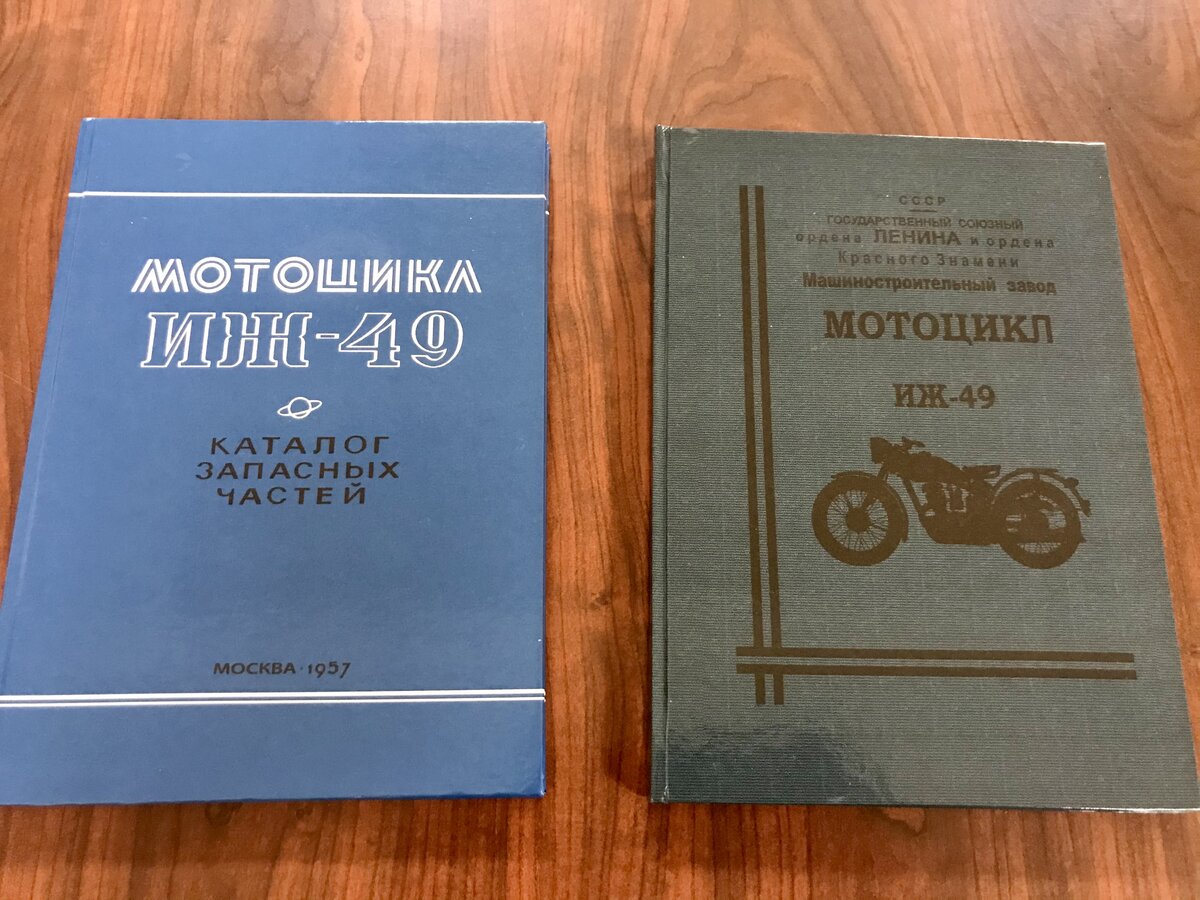 МОТОЦИКЛ
ИЖ-49
КАТАЛОГ
ЗАПАСНЫХ
ЧАСТЕЙ
МОСКВА · 1957
СССР
ГОСУДАРСТВЕННЫЙ СОЮЗНЫЙ
ордена ЛЕНИНА и ордена
Красного Знамени
Машиностроительный завод
МОТОЦИКЛ
ИЖ-49